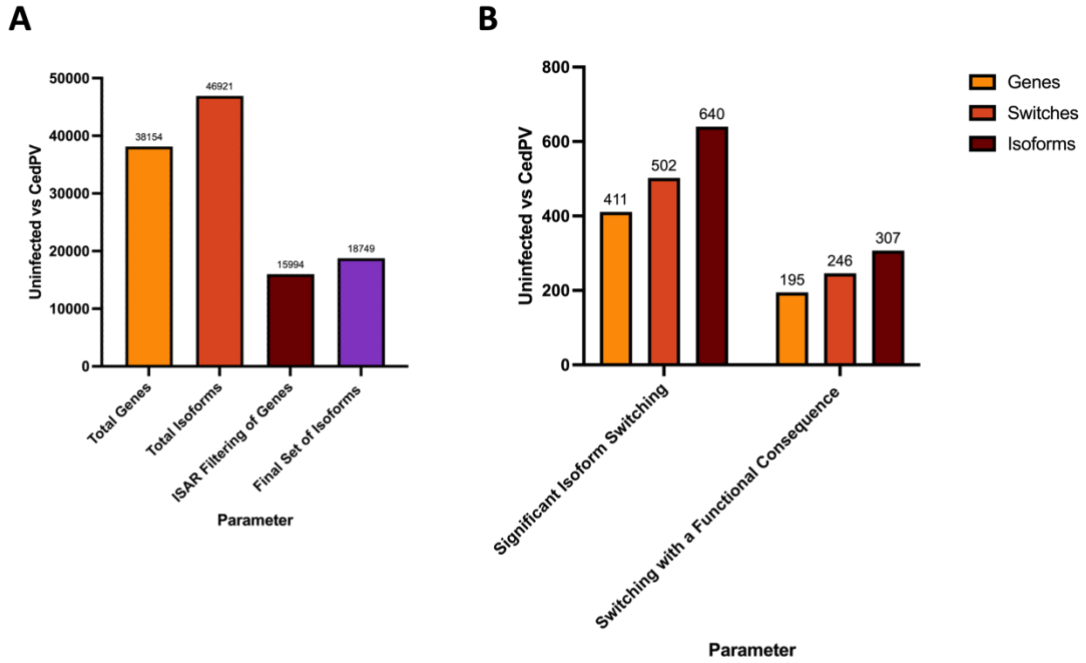 A
Uninfected vs CedPV
50000
40000
30000
20000
10000
0
38154
46921
15994
18749
Total Genes
Total Isoforms
ISAR Filtering of Genes
Final Set of Isoforms
Parameter
B
Uninfected vs CedPV
800
600
400
200
0
411
502
640
195
246
307
Significant Isoform Switching
Switching with a Functional Consequence
Parameter
Genes
Switches
Isoforms